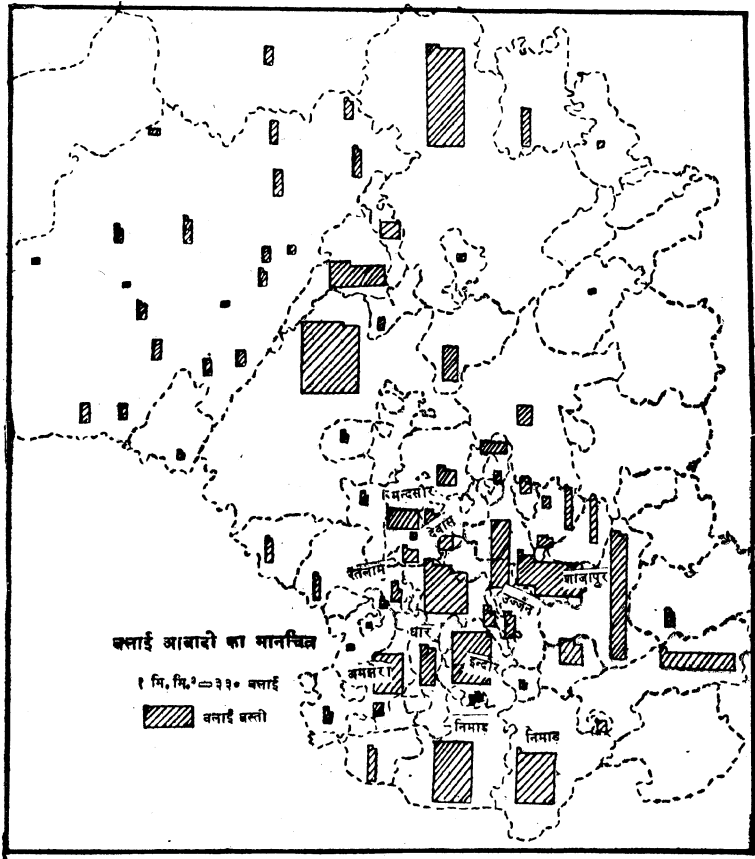 मन्दसौर
देवास
रतलाम
शाजापुर
उज्जैन
धार
बलाई आबादी का मानचित्र
इन्दौर
अमझरा
१ मि. मि.² = ३३० बलाई
बलाई बस्ती
निमाड़
निमाड़